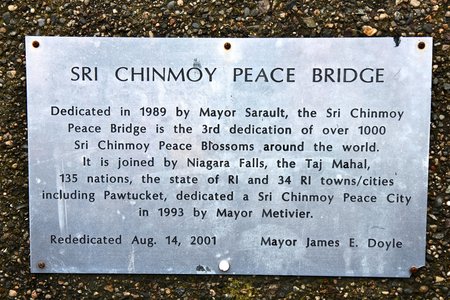 SRI CHINMOY PEACE BRIDGE
Dedicated in 1989 by Mayor Sarault, the Sri Chinmoy
Peace Bridge is the 3rd dedication of over 1000
Sri Chinmoy Peace Blossoms around the world.
It is joined by Niagara Falls, the Taj Mahal,
135 nations, the state of RI and 34 RI towns/cities
including Pawtucket, dedicated a Sri Chinmoy Peace City
in 1993 by Mayor Metivier.
Rededicated Aug. 14, 2001 Mayor James E. Doyle